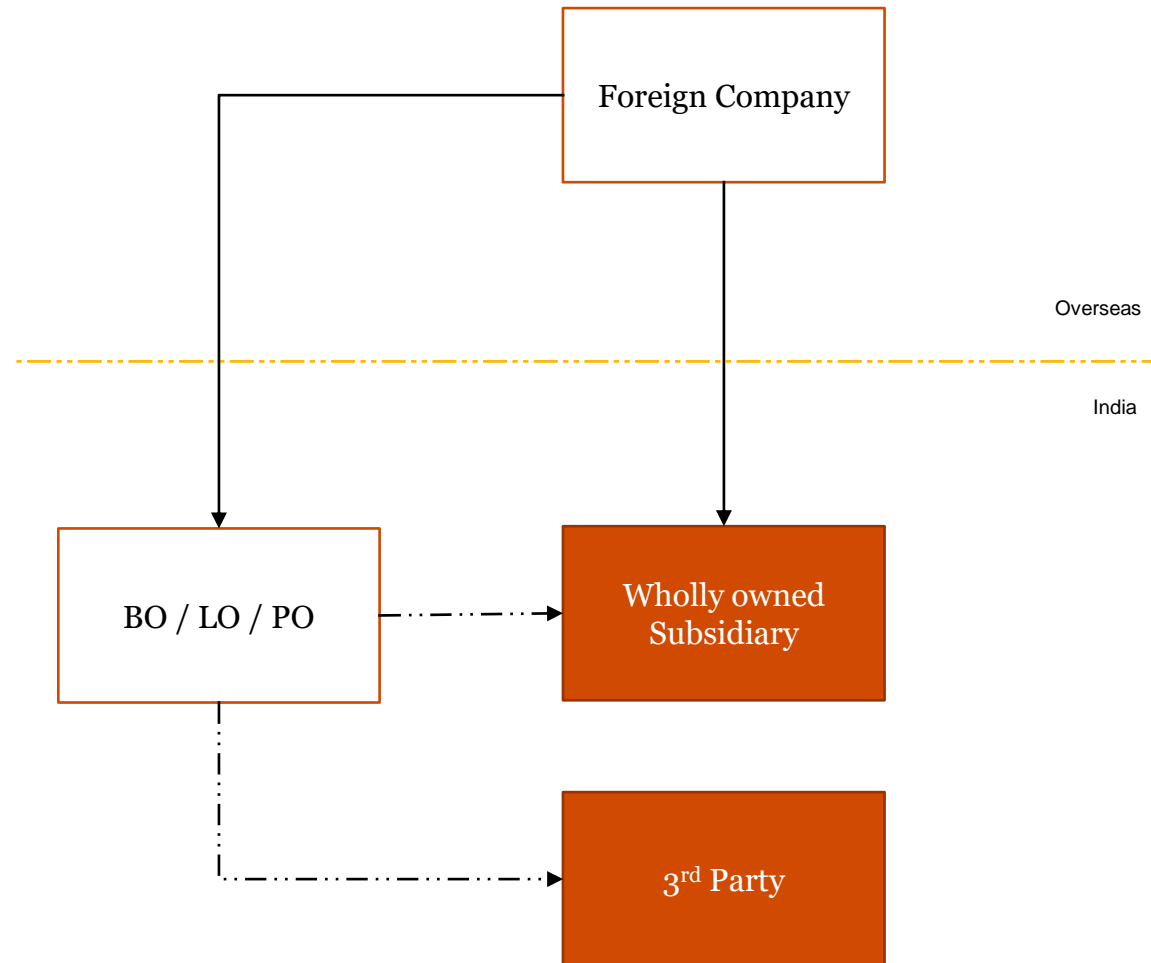 Foreign Company
Overseas
India
BO / LO / PO
Wholly owned
Subsidiary
3rd Party